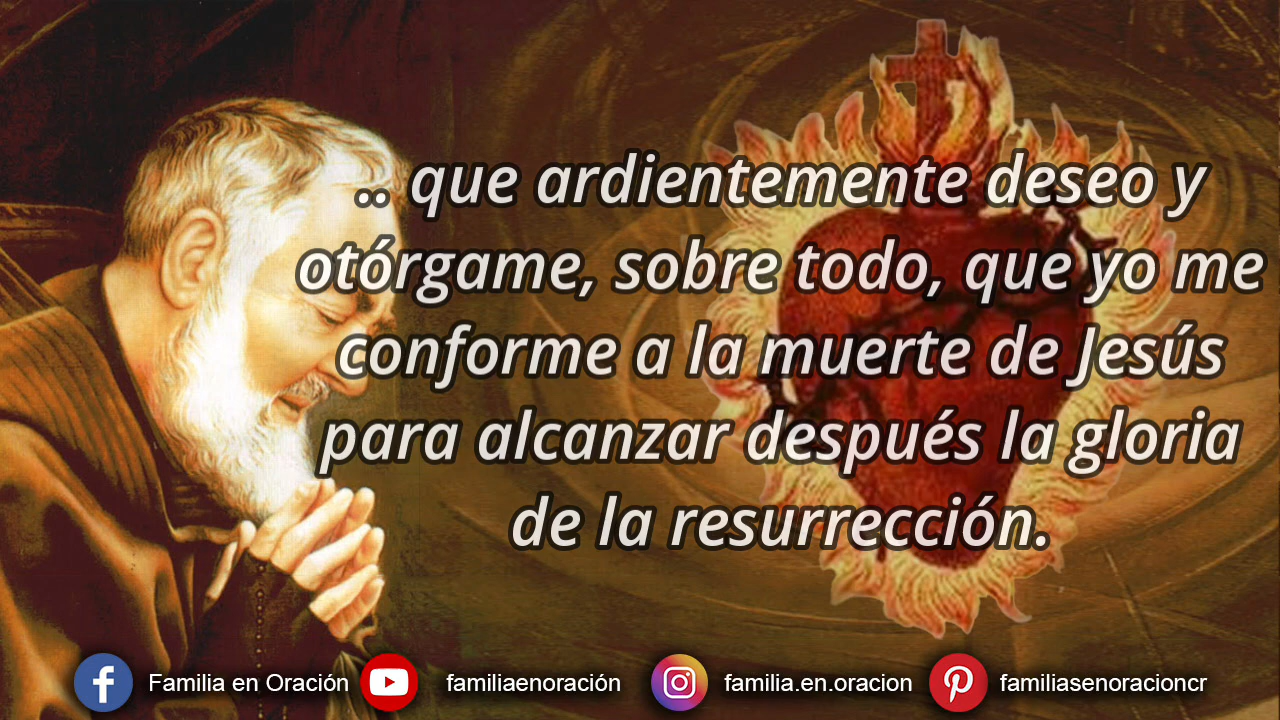 .. que ardientemente deseo y
otórgame, sobre todo, que yo me
conforme a la muerte de Jesús
para alcanzar después la gloria
de la resurrección.
Familia en Oración
familiaenoración
familia.en.oracion
familiasenoracioncr